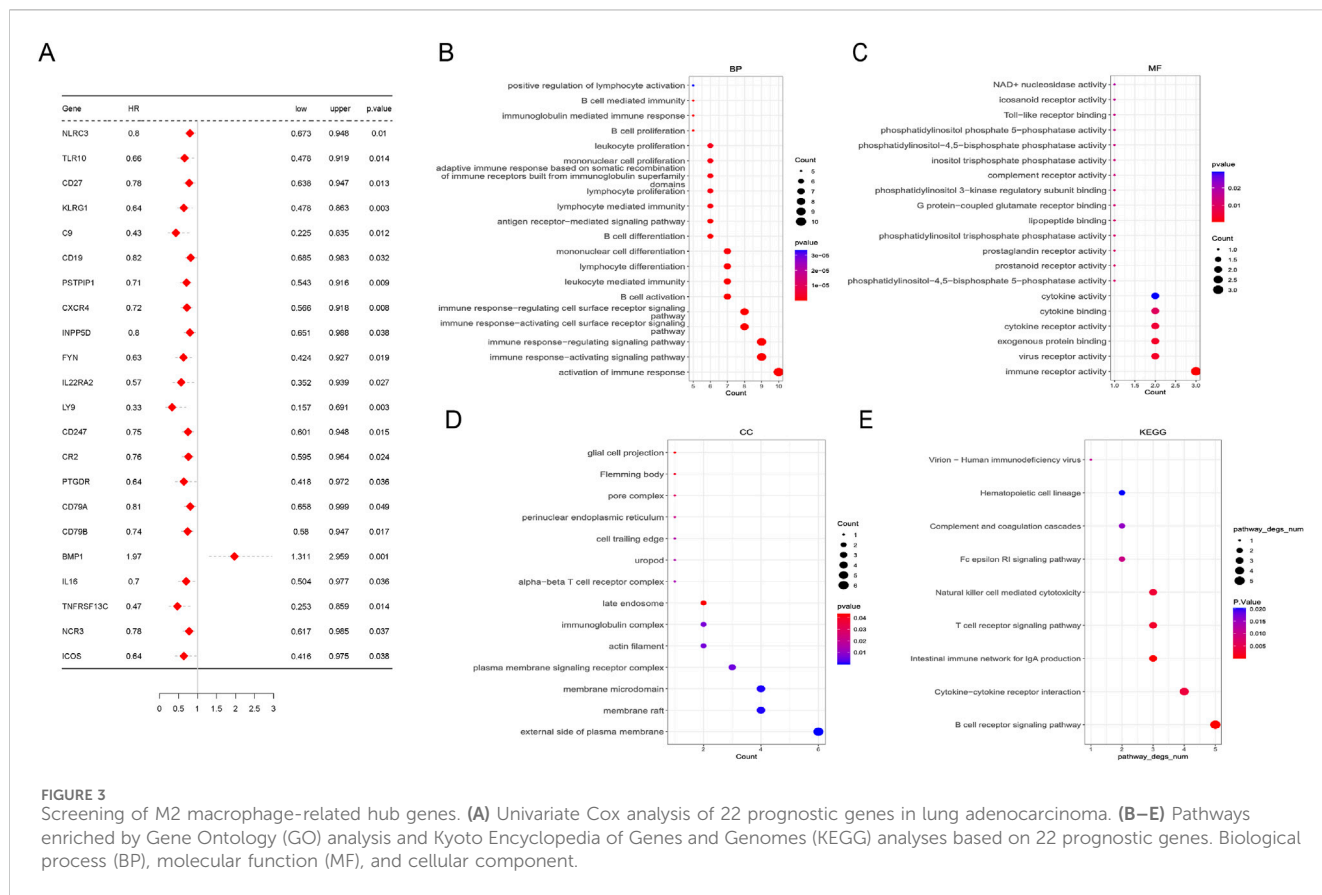 A
Gene HR low upper p.value
NLRC3 0.8 0.673 0.948 0.01
TLR10 0.66 0.478 0.919 0.014
CD27 0.78 0.638 0.947 0.013
KLRG1 0.64 0.478 0.863 0.003
C9 0.43 0.225 0.835 0.012
CD19 0.82 0.685 0.983 0.032
PSTPIP1 0.71 0.543 0.916 0.009
CXCR4 0.72 0.566 0.918 0.008
INPP5D 0.8 0.651 0.988 0.038
FYN 0.63 0.424 0.927 0.019
IL22RA2 0.57 0.352 0.939 0.027
LY9 0.33 0.157 0.691 0.003
CD247 0.75 0.601 0.948 0.015
CR2 0.76 0.595 0.964 0.024
PTGDR 0.64 0.418 0.972 0.036
CD79A 0.81 0.658 0.999 0.049
CD79B 0.74 0.58 0.947 0.017
BMP1 1.97 1.311 2.959 0.001
IL16 0.7 0.504 0.977 0.036
TNFRSF13C 0.47 0.253 0.859 0.014
NCR3 0.78 0.617 0.985 0.037
ICOS 0.64 0.416 0.975 0.038
0 0.5 1 2 2.5 3
B
BP
positive regulation of lymphocyte activation
B cell mediated immunity
immunoglobulin mediated immune response
B cell proliferation
leukocyte proliferation
mononuclear cell proliferation
adaptive immune response based on somatic recombination
of immune receptors built from immunoglobulin superfamily
domains
lymphocyte proliferation
lymphocyte mediated immunity
antigen receptor−mediated signaling pathway
B cell differentiation
mononuclear cell differentiation
lymphocyte differentiation
leukocyte mediated immunity
B cell activation
immune response−regulating cell surface receptor signaling
pathway
immune response−activating cell surface receptor signaling
pathway
immune response−regulating signaling pathway
immune response−activating signaling pathway
activation of immune response
5 6 7 8 9 10
Count
Count
5
6
7
8
9
10
pvalue
3e−05
2e−05
1e−05
C
MF
NAD+ nucleosidase activity
icosanoid receptor activity
Toll−like receptor binding
phosphatidylinositol phosphate 5−phosphatase activity
phosphatidylinositol−4,5−bisphosphate phosphatase activity
inositol trisphosphate phosphatase activity
complement receptor activity
phosphatidylinositol 3−kinase regulatory subunit binding
G protein−coupled glutamate receptor binding
lipopeptide binding
phosphatidylinositol trisphosphate phosphatase activity
prostaglandin receptor activity
prostanoid receptor activity
phosphatidylinositol−4,5−bisphosphate 5−phosphatase activity
cytokine activity
cytokine binding
cytokine receptor activity
exogenous protein binding
virus receptor activity
immune receptor activity
1.0 1.5 2.0 2.5 3.0
Count
pvalue
0.02
0.01
Count
1.0
1.5
2.0
2.5
3.0
D
CC
glial cell projection
Flemming body
pore complex
perinuclear endoplasmic reticulum
cell trailing edge
uropod
alpha−beta T cell receptor complex
late endosome
immunoglobulin complex
actin filament
plasma membrane signaling receptor complex
membrane microdomain
membrane raft
external side of plasma membrane
2 4 6
Count
Count
1
2
3
4
5
6
pvalue
0.04
0.03
0.02
0.01
E
KEGG
Virion − Human immunodeficiency virus
Hematopoietic cell lineage
Complement and coagulation cascades
Fc epsilon RI signaling pathway
Natural killer cell mediated cytotoxicity
T cell receptor signaling pathway
Intestinal immune network for IgA production
Cytokine−cytokine receptor interaction
B cell receptor signaling pathway
1 2 3 4 5
pathway_degs_num
pathway_degs_num
1
2
3
4
5
P.Value
0.020
0.015
0.010
0.005
FIGURE 3
Screening of M2 macrophage-related hub genes. (A) Univariate Cox analysis of 22 prognostic genes in lung adenocarcinoma. (B–E) Pathways
enriched by Gene Ontology (GO) analysis and Kyoto Encyclopedia of Genes and Genomes (KEGG) analyses based on 22 prognostic genes. Biological
process (BP), molecular function (MF), and cellular component.